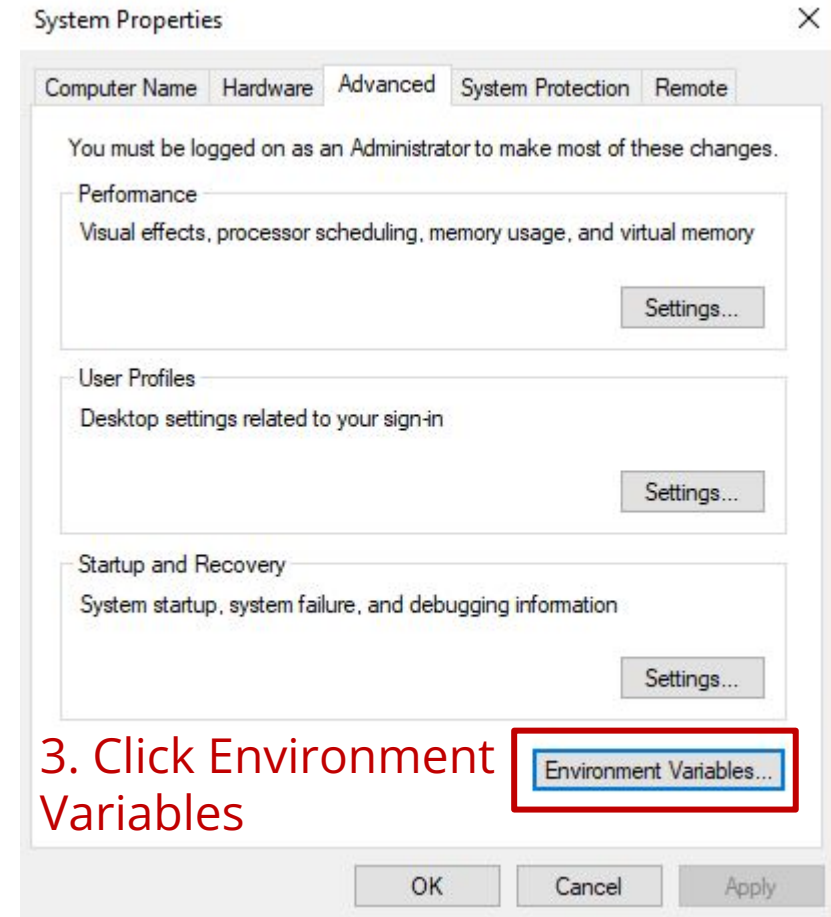 System Properties
Computer Name Hardware Advanced System Protection Remote
You must be logged on as an Administrator to make most of these changes.
Performance
Visual effects, processor scheduling, memory usage, and virtual memory
Settings...
User Profiles
Desktop settings related to your sign-in
Settings...
Startup and Recovery
System startup, system failure, and debugging information
Settings...
3. Click Environment
Variables
Environment Variables...
OK Cancel Apply